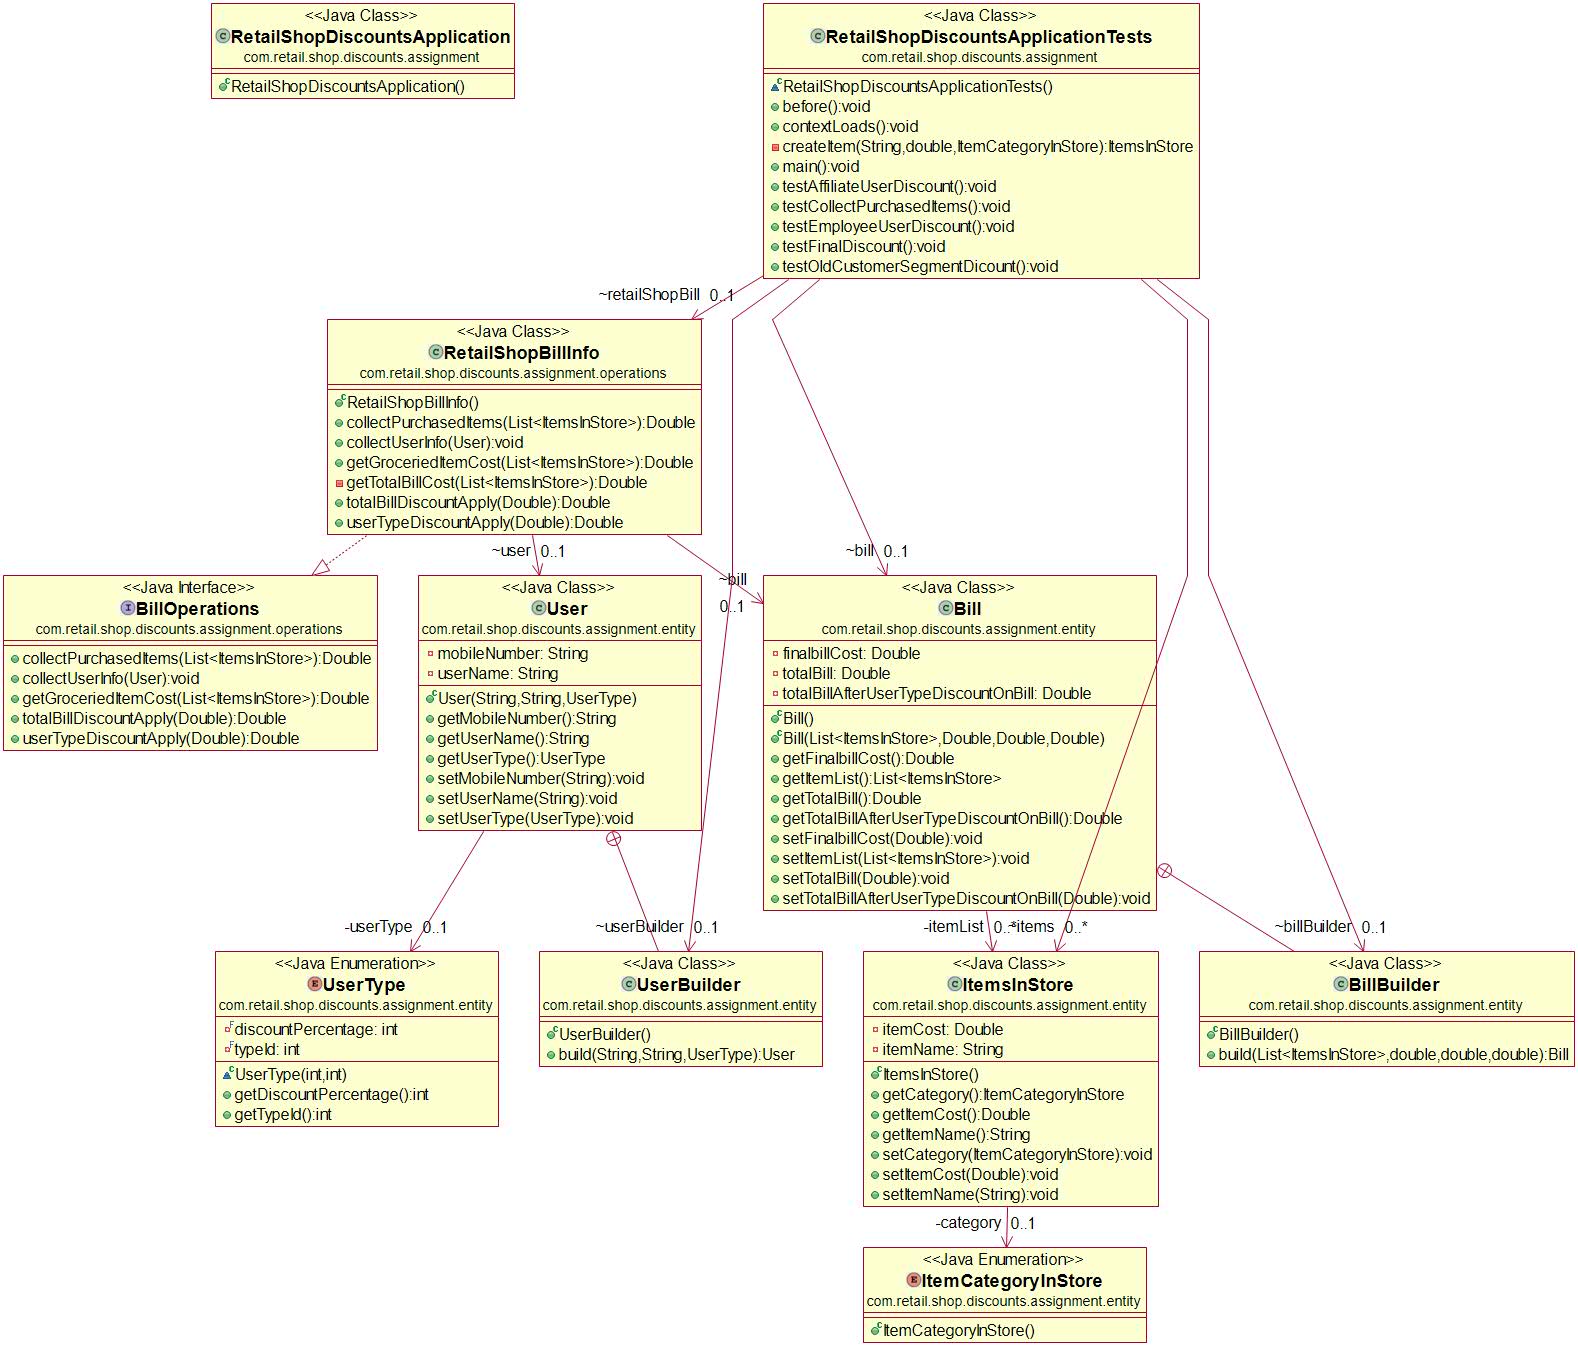 <<Java Class>>
RetailShopDiscountsApplication
com.retail.shop.discounts.assignment
RetailShopDiscountsApplication()
<<Java Class>>
RetailShopDiscountsApplicationTests
com.retail.shop.discounts.assignment
RetailShopDiscountsApplicationTests()
before():void
contextLoads():void
createItem(String,double,ItemCategoryInStore):ItemsInStore
main():void
testAffiliateUserDiscount():void
testCollectPurchasedItems():void
testEmployeeUserDiscount():void
testFinalDiscount():void
testOldCustomerSegmentDicount():void
~retailShopBill 0..1
<<Java Class>>
RetailShopBillInfo
com.retail.shop.discounts.assignment.operations
RetailShopBillInfo()
collectPurchasedItems(List<ItemsInStore>):Double
collectUserInfo(User):void
getGroceriedItemCost(List<ItemsInStore>):Double
getTotalBillCost(List<ItemsInStore>):Double
totalBillDiscountApply(Double):Double
userTypeDiscountApply(Double):Double
~user 0..1
~bill 0..1
~bill
0..1
<<Java Interface>>
BillOperations
com.retail.shop.discounts.assignment.operations
collectPurchasedItems(List<ItemsInStore>):Double
collectUserInfo(User):void
getGroceriedItemCost(List<ItemsInStore>):Double
totalBillDiscountApply(Double):Double
userTypeDiscountApply(Double):Double
<<Java Class>>
User
com.retail.shop.discounts.assignment.entity
mobileNumber: String
userName: String
User(String,String,UserType)
getMobileNumber():String
getUserName():String
getUserType():UserType
setMobileNumber(String):void
setUserName(String):void
setUserType(UserType):void
<<Java Class>>
Bill
com.retail.shop.discounts.assignment.entity
finalbillCost: Double
totalBill: Double
totalBillAfterUserTypeDiscountOnBill: Double
Bill()
Bill(List<ItemsInStore>,Double,Double,Double)
getFinalbillCost():Double
getItemList():List<ItemsInStore>
getTotalBill():Double
getTotalBillAfterUserTypeDiscountOnBill():Double
setFinalbillCost(Double):void
setItemList(List<ItemsInStore>):void
setTotalBill(Double):void
setTotalBillAfterUserTypeDiscountOnBill(Double):void
-userType 0..1
~userBuilder 0..1
-itemList 0..*
~items 0..*
~billBuilder 0..1
<<Java Enumeration>>
UserType
com.retail.shop.discounts.assignment.entity
discountPercentage: int
typeId: int
UserType(int,int)
getDiscountPercentage():int
getTypeId():int
<<Java Class>>
UserBuilder
com.retail.shop.discounts.assignment.entity
UserBuilder()
build(String,String,UserType):User
<<Java Class>>
ItemsInStore
com.retail.shop.discounts.assignment.entity
itemCost: Double
itemName: String
ItemsInStore()
getCategory():ItemCategoryInStore
getItemCost():Double
getItemName():String
setCategory(ItemCategoryInStore):void
setItemCost(Double):void
setItemName(String):void
<<Java Class>>
BillBuilder
com.retail.shop.discounts.assignment.entity
BillBuilder()
build(List<ItemsInStore>,double,double,double):Bill
-category 0..1
<<Java Enumeration>>
ItemCategoryInStore
com.retail.shop.discounts.assignment.entity
ItemCategoryInStore()